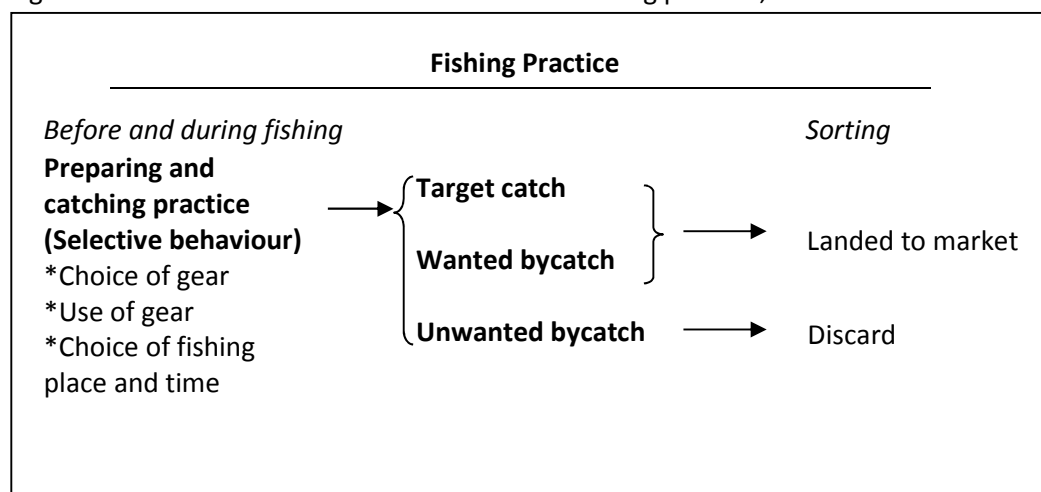 Fishing Practice
Before and during fishing
Sorting
Preparing and
catching practice
(Selective behaviour)
*Choice of gear
*Use of gear
*Choice of fishing
place and time
Target catch
Wanted bycatch
Unwanted bycatch
Landed to market
Discard